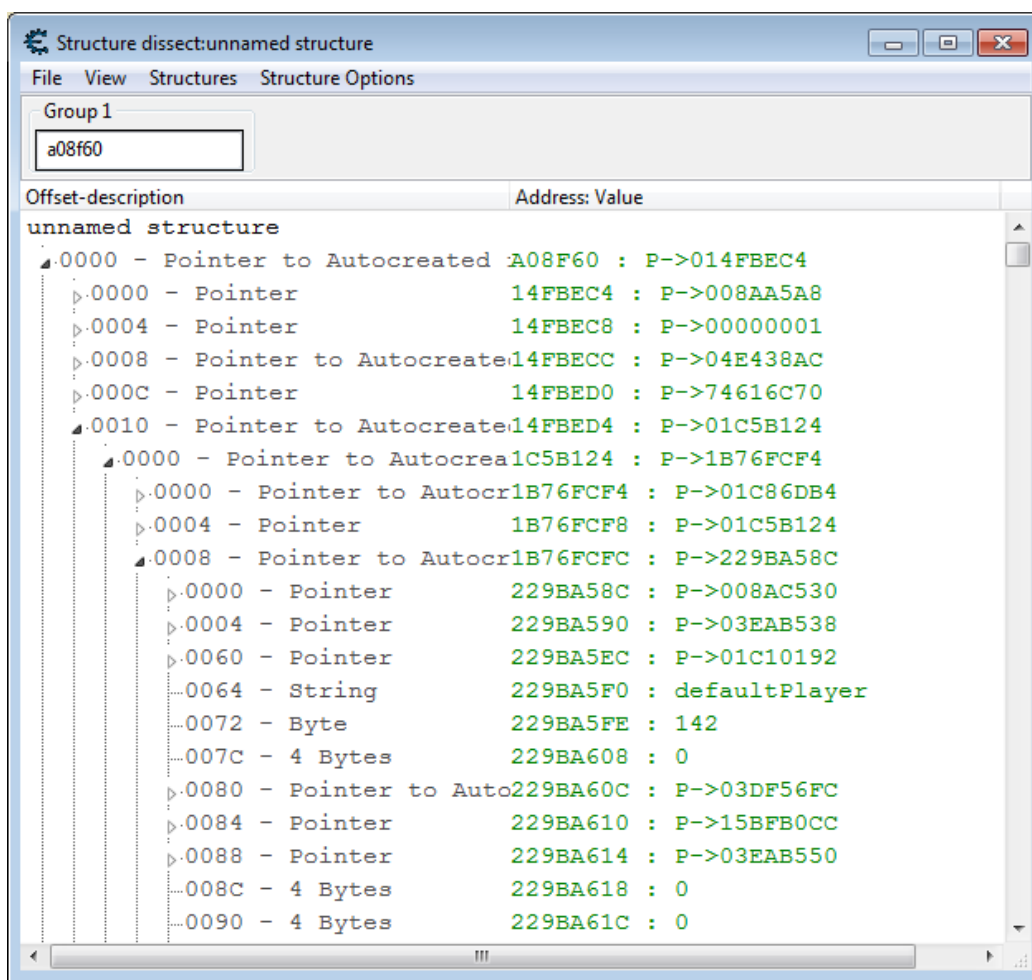 Structure dissect:unnamed structure
File View Structures Structure Options
Group 1
a08f60
Offset-description Address: Value
unnamed structure
0000 - Pointer to Autocreated A08F60 : P->014FBEC4
0000 - Pointer 14FBEC4 : P->008AA5A8
0004 - Pointer 14FBEC8 : P->00000001
0008 - Pointer to Autocreate 14FBECC : P->04E438AC
000C - Pointer 14FBED0 : P->74616C70
0010 - Pointer to Autocreate 14FBED4 : P->01C5B124
0000 - Pointer to Autocrea 1C5B124 : P->1B76FCF4
0000 - Pointer to Autocr 1B76FCF4 : P->01C86DB4
0004 - Pointer 1B76FCF8 : P->01C5B124
0008 - Pointer to Autocr 1B76FCFC : P->229BA58C
0000 - Pointer 229BA58C : P->008AC530
0004 - Pointer 229BA590 : P->03EAB538
0060 - Pointer 229BA5EC : P->01C10192
0064 - String 229BA5F0 : defaultPlayer
0072 - Byte 229BA5FE : 142
007C - 4 Bytes 229BA608 : 0
0080 - Pointer to Auto 229BA60C : P->03DF56FC
0084 - Pointer 229BA610 : P->15BFB0CC
0088 - Pointer 229BA614 : P->03EAB550
008C - 4 Bytes 229BA618 : 0
0090 - 4 Bytes 229BA61C : 0